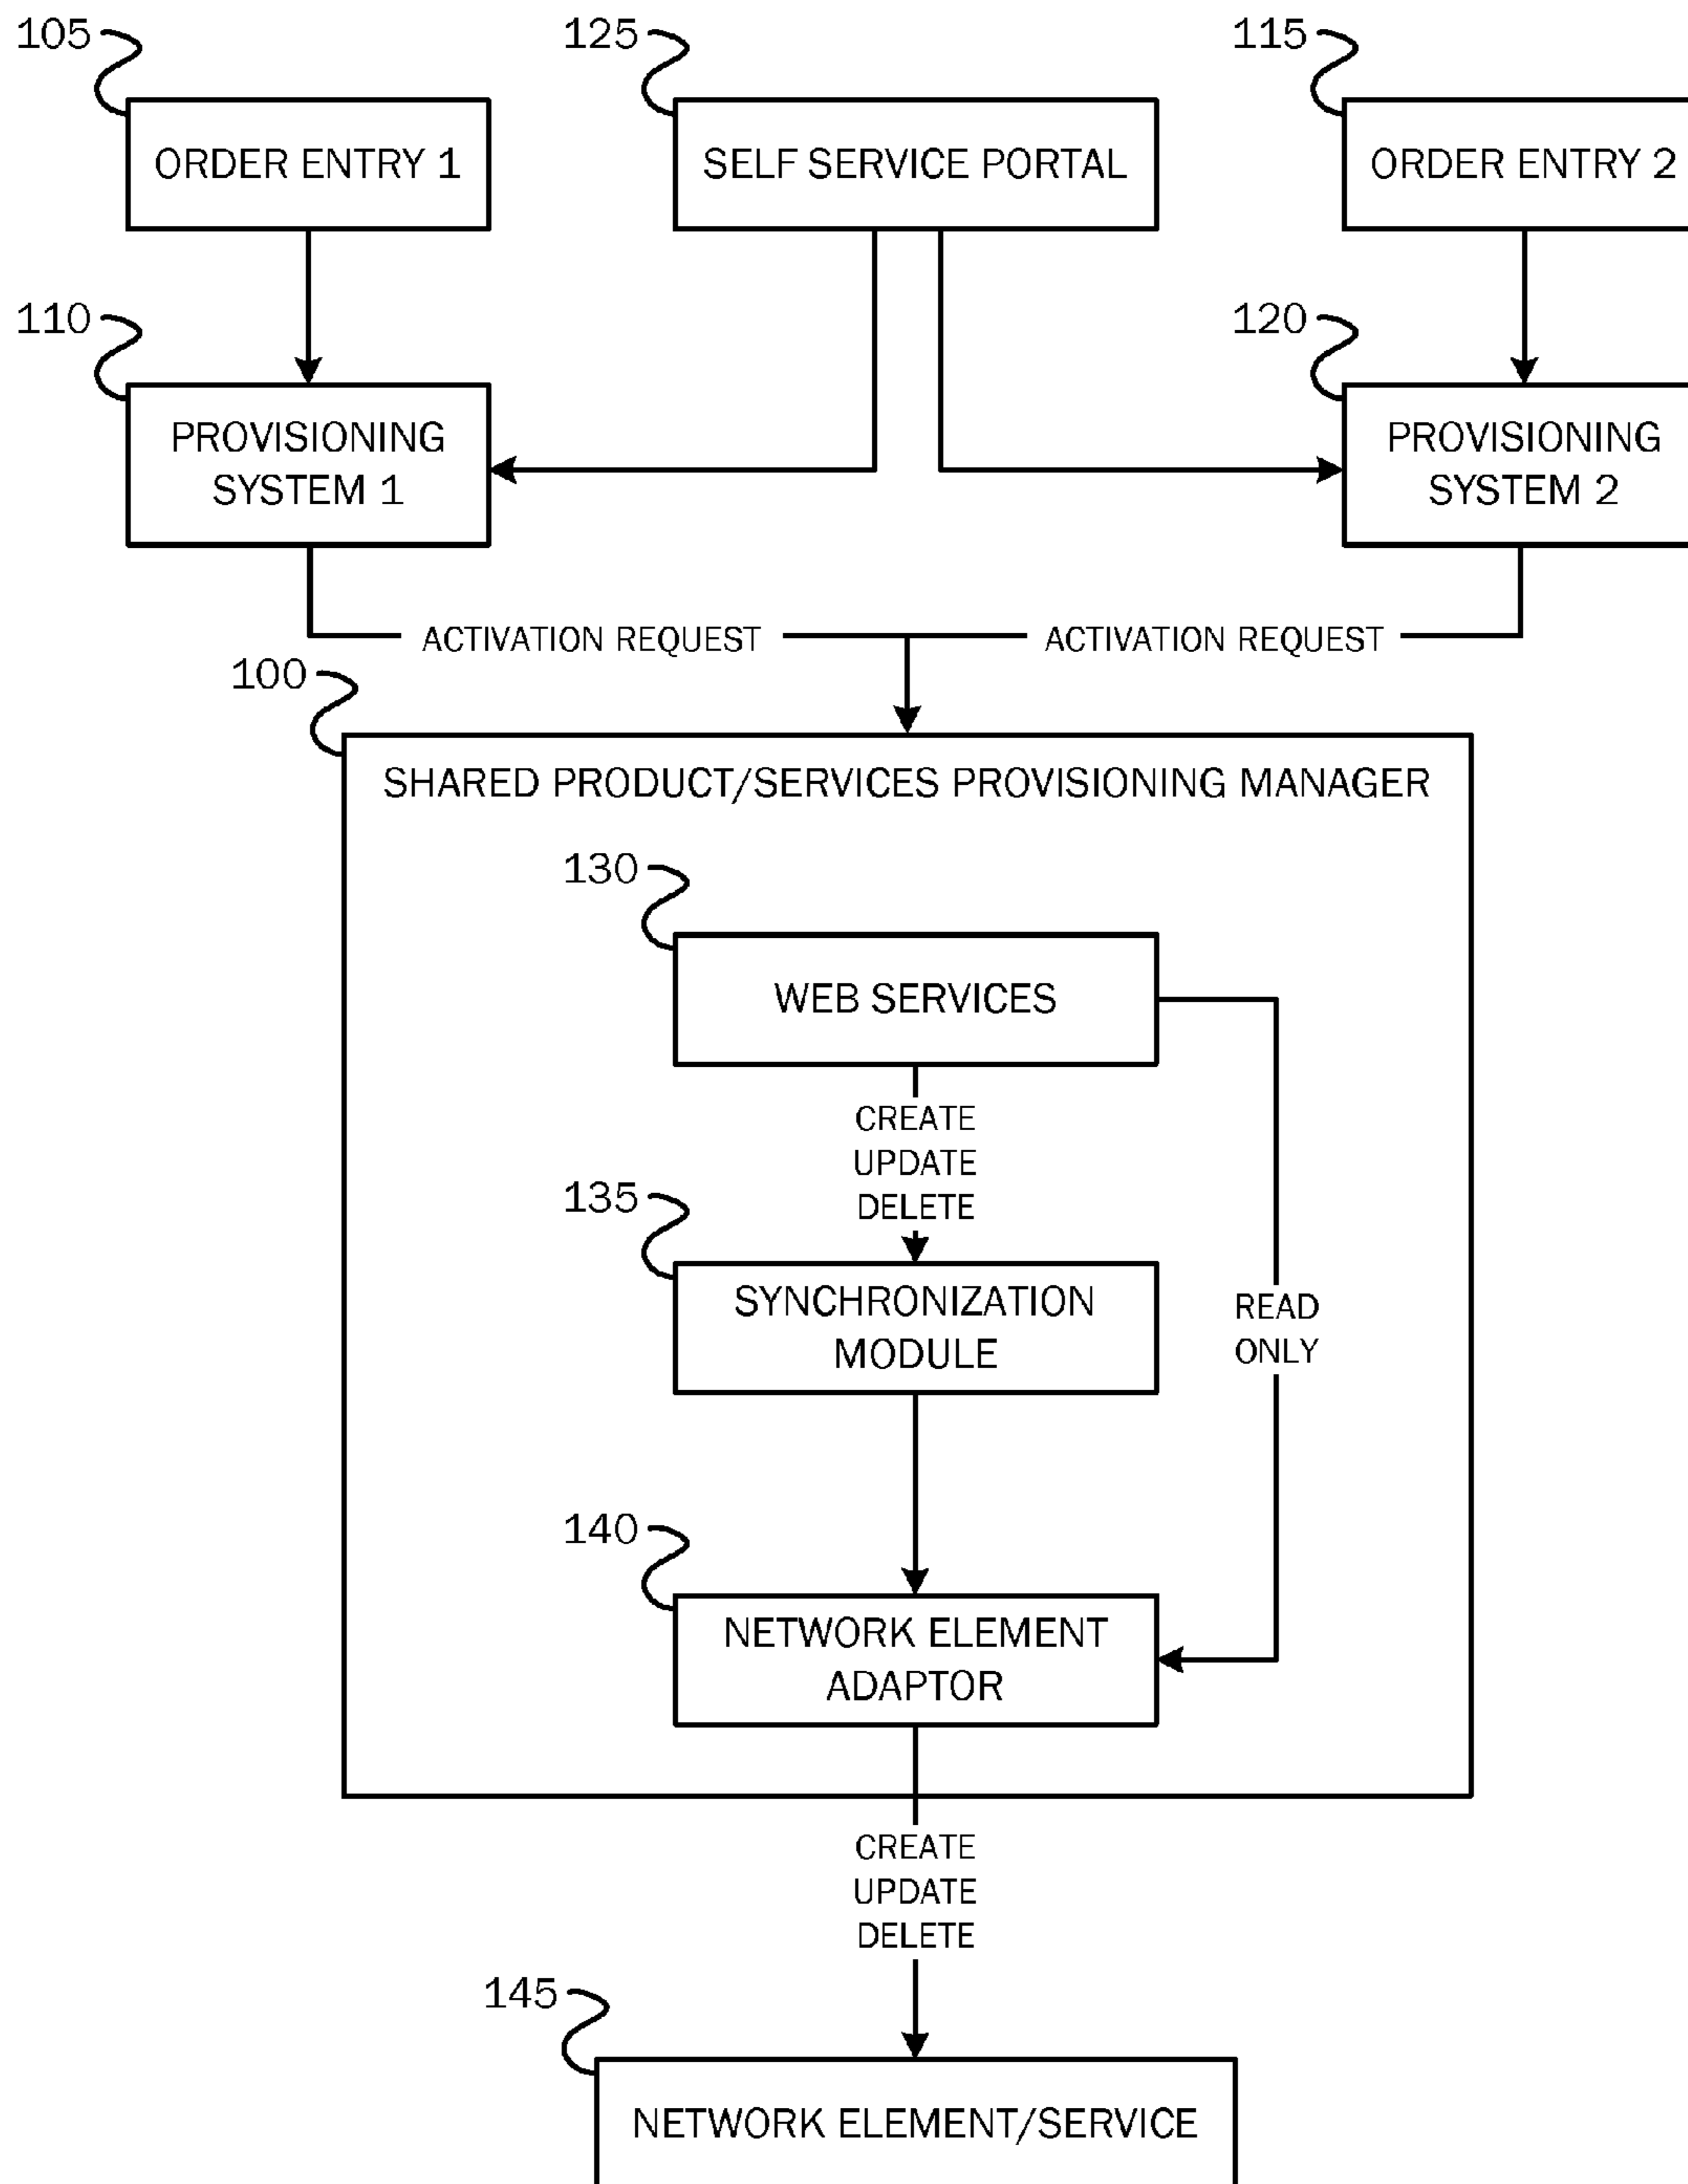 105
125
115
ORDER ENTRY 1
SELF SERVICE PORTAL
ORDER ENTRY 2
110
120
PROVISIONING
SYSTEM 1
PROVISIONING
SYSTEM 2
ACTIVATION REQUEST
ACTIVATION REQUEST
100
SHARED PRODUCT/SERVICES PROVISIONING MANAGER
130
WEB SERVICES
CREATE
UPDATE
DELETE
135
SYNCHRONIZATION
MODULE
READ
ONLY
140
NETWORK ELEMENT
ADAPTOR
CREATE
UPDATE
DELETE
145
NETWORK ELEMENT/SERVICE